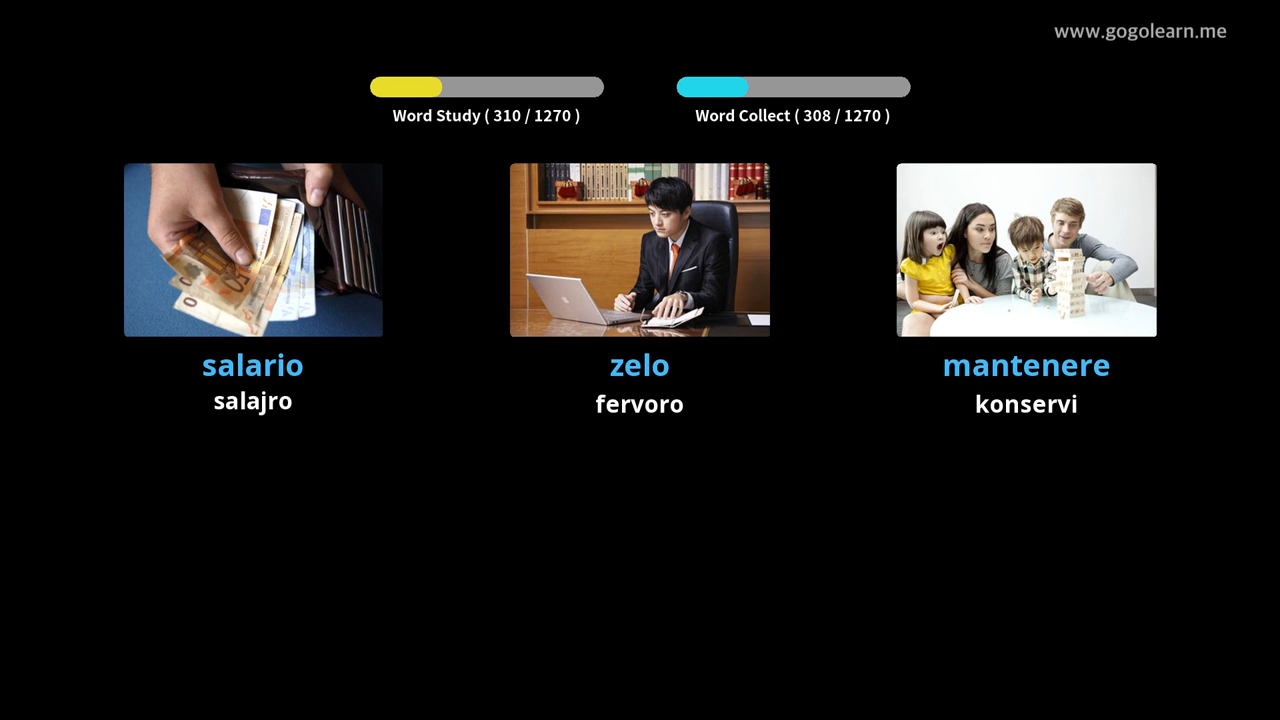 www.gogolearn.me
Word Study ( 310 / 1270 )
Word Collect ( 308 / 1270 )
salario
salajro
zelo
fervoro
mantenere
konservi